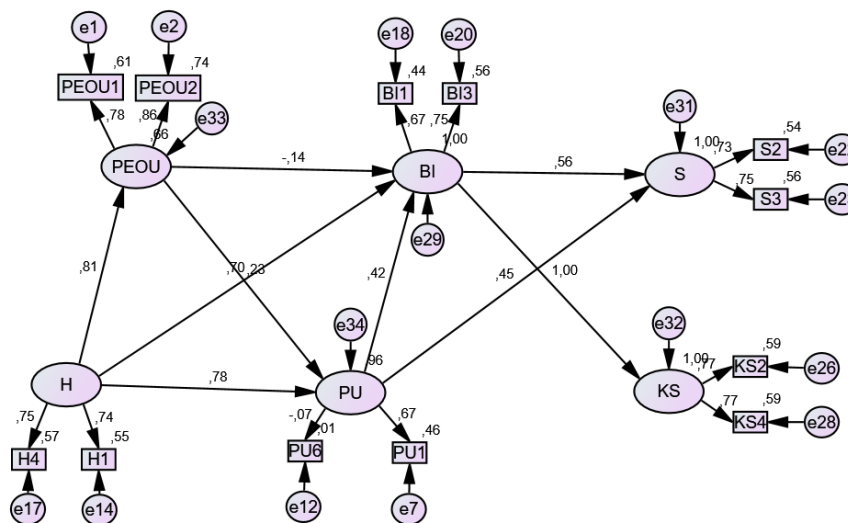 e1
e2
e18
e20
,61
,74
,44
,56
PEOU1
PEOU2
BI1
BI3
e31
,78
,86
e33
,67
,75
1,00
1,00
,73
,54
,66
S2
PEOU
-,14
BI
,56
S
,75
,56
S3
e29
,81
,70
,23
,42
,45
1,00
e34
e32
,96
1,00
,77
,59
H
,78
PU
KS
KS2
e26
,75
,57
,74
,55
-,07
,01
,67
,46
,77
,59
KS4
e28
H4
H1
PU6
PU1
e17
e14
e12
e7